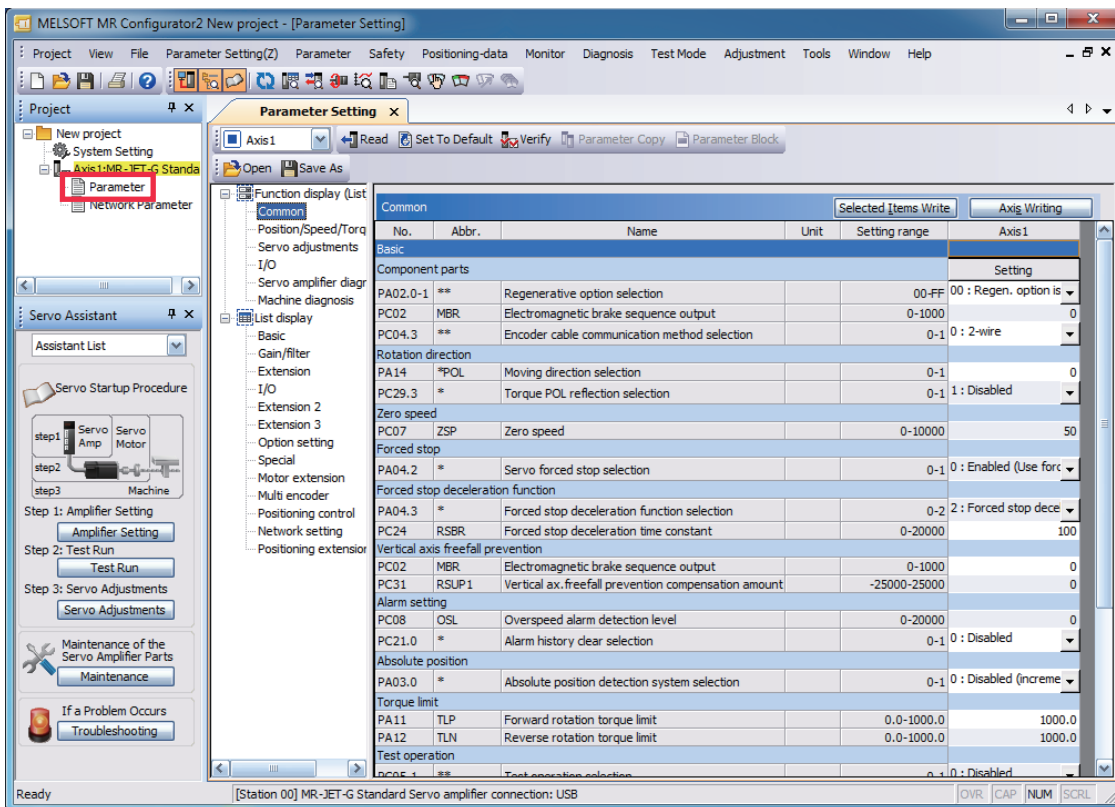 MELSOFT MR Configurator2 New project - [Parameter Setting]
Project View File Parameter Setting(Z) Parameter Safety Positioning-data Monitor Diagnosis Test Mode Adjustment Tools Window Help
Project
New project
System Setting
Axis1:MR-JET-G Standa
Parameter
Network Parameter
Servo Assistant
Assistant List
Servo Startup Procedure
step1 Servo Amp Servo Motor
step2
step3 Machine
Step 1: Amplifier Setting
Amplifier Setting
Step 2: Test Run
Test Run
Step 3: Servo Adjustments
Servo Adjustments
Maintenance of the
Servo Amplifier Parts
Maintenance
If a Problem Occurs
Troubleshooting
Parameter Setting
Axis1 Read Set To Default Verify Parameter Copy Parameter Block
Open Save As
Function display (List
Common
Position/Speed/Torq
Servo adjustments
I/O
Servo amplifier diagr
Machine diagnosis
List display
Basic
Gain/filter
Extension
I/O
Extension 2
Extension 3
Option setting
Special
Motor extension
Multi encoder
Positioning control
Network setting
Positioning extension
Common Selected Items Write Axis Writing
No. Abbr. Name Unit Setting range Axis1
Basic
Component parts Setting
PA02.0-1 ** Regenerative option selection 00-FF 00 : Regen. option is
PC02 MBR Electromagnetic brake sequence output 0-1000 0
PC04.3 ** Encoder cable communication method selection 0-1 0 : 2-wire
Rotation direction
PA14 *POL Moving direction selection 0-1 0
PC29.3 * Torque POL reflection selection 0-1 1 : Disabled
Zero speed
PC07 ZSP Zero speed 0-10000 50
Forced stop
PA04.2 * Servo forced stop selection 0-1 0 : Enabled (Use forc
Forced stop deceleration function
PA04.3 * Forced stop deceleration function selection 0-2 2 : Forced stop dece
PC24 RSBR Forced stop deceleration time constant 0-20000 100
Vertical axis freefall prevention
PC02 MBR Electromagnetic brake sequence output 0-1000 0
PC31 RSUP1 Vertical ax.freefall prevention compensation amount -25000-25000 0
Alarm setting
PC08 OSL Overspeed alarm detection level 0-20000 0
PC21.0 * Alarm history clear selection 0-1 0 : Disabled
Absolute position
PA03.0 * Absolute position detection system selection 0-1 0 : Disabled (increme
Torque limit
PA11 TLP Forward rotation torque limit 0.0-1000.0 1000.0
PA12 TLN Reverse rotation torque limit 0.0-1000.0 1000.0
Test operation
PC05.1 ** Test operation selection 0-1 0 : Disabled
Ready [Station 00] MR-JET-G Standard Servo amplifier connection: USB OVR CAP NUM SCRL